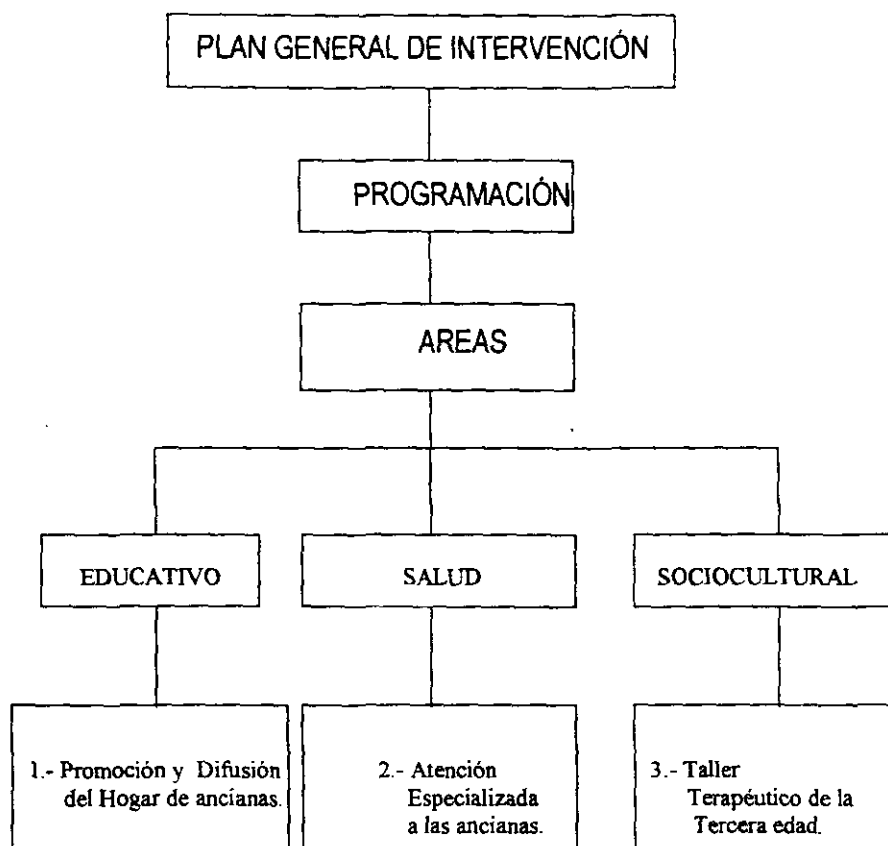 PLAN GENERAL DE INTERVENCIÓN
PROGRAMACIÓN
AREAS
EDUCATIVO
SALUD
SOCIOCULTURAL
1.- Promoción y Difusión
del Hogar de ancianas.
2.- Atención
Especializada
a las ancianas.
3.- Taller
Terapéutico de la
Tercera edad.